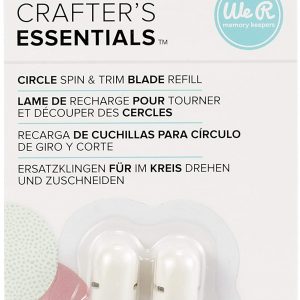 CRAFTER'S
ESSENTIALS™
We R
memory keepers
CIRCLE SPIN & TRIM BLADE REFILL
LAME DE RECHARGE POUR TOURNER
ET DÉCOUPER DES CERCLES
RECARGA DE CUCHILLAS PARA CÍRCULO
DE GIRO Y CORTE
ERSATZKLINGEN FÜR IM KREIS DREHEN
UND ZUSCHNEIDEN